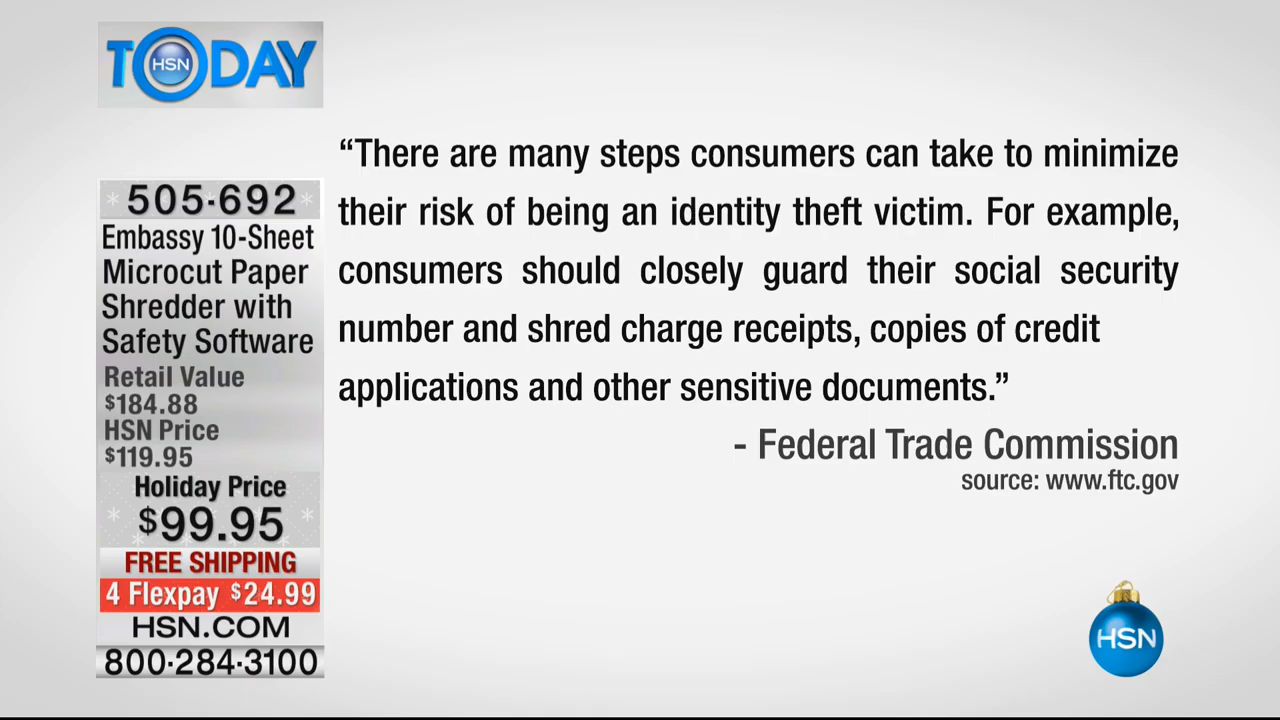 TODAY
HSN
505·692
Embassy 10-Sheet
Microcut Paper
Shredder with
Safety Software
Retail Value
$184.88
HSN Price
$119.95
Holiday Price
$99.95
FREE SHIPPING
4 Flexpay $24.99
HSN.COM
800·284·3100
“There are many steps consumers can take to minimize
their risk of being an identity theft victim. For example,
consumers should closely guard their social security
number and shred charge receipts, copies of credit
applications and other sensitive documents.”
- Federal Trade Commission
source: www.ftc.gov
HSN